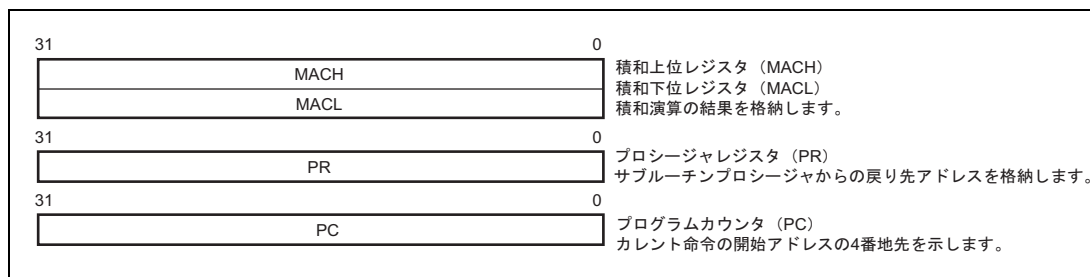 31 0
MACH
MACL
積和上位レジスタ（MACH）
積和下位レジスタ（MACL）
積和演算の結果を格納します。
31 0
PR
プロシージャレジスタ（PR）
サブルーチンプロシージャからの戻り先アドレスを格納します。
31 0
PC
プログラムカウンタ（PC）
カレント命令の開始アドレスの4番地先を示します。